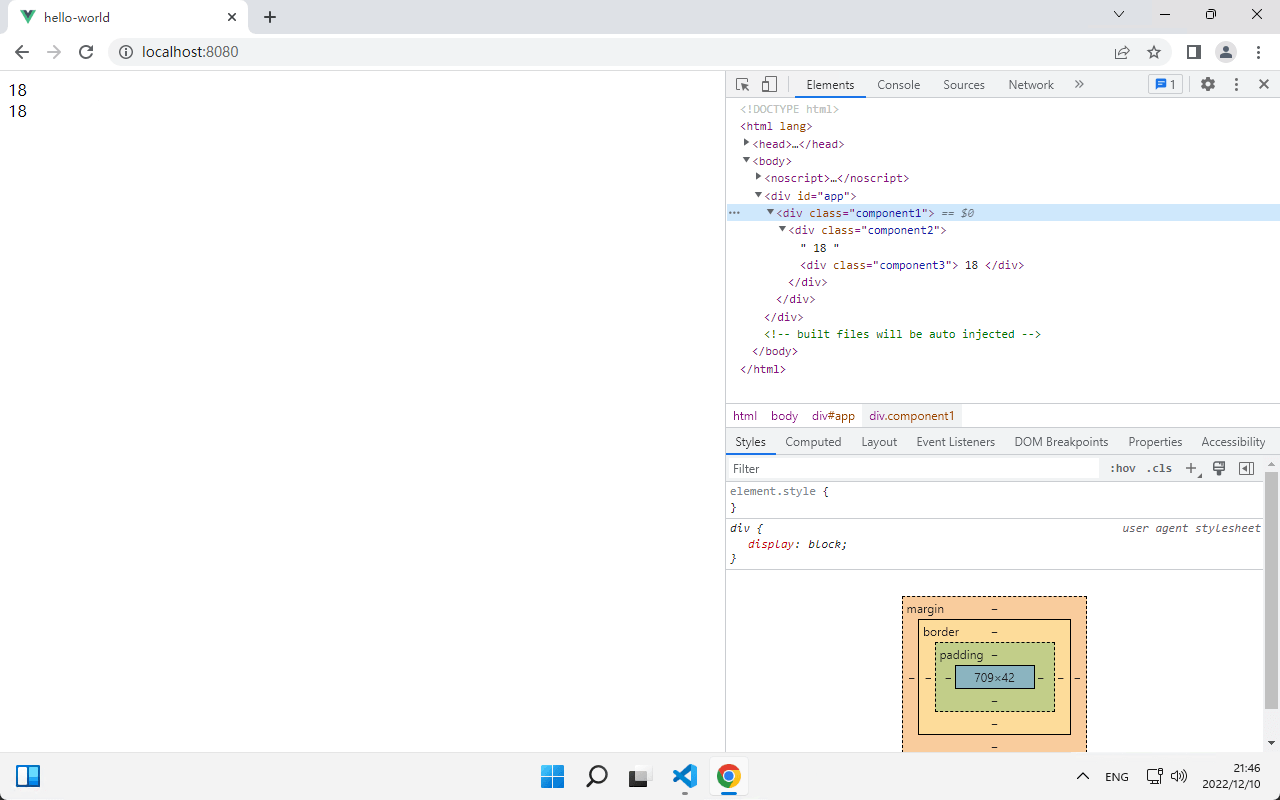 hello-world
localhost:8080
18
18
Elements Console Sources Network » 1
<!DOCTYPE html>
<html lang>
<head>…</head>
<body>
<noscript>…</noscript>
<div id="app">
<div class="component1"> == $0
<div class="component2">
" 18 "
<div class="component3"> 18 </div>
</div>
</div>
</div>
<!-- built files will be auto injected -->
</body>
</html>
html body div#app div.component1
Styles Computed Layout Event Listeners DOM Breakpoints Properties Accessibility
Filter :hov .cls
element.style {
}
div { user agent stylesheet
display: block;
}
margin –
border –
padding –
– – – 709×42 – – –
–
–
–
ENG 21:46
2022/12/10